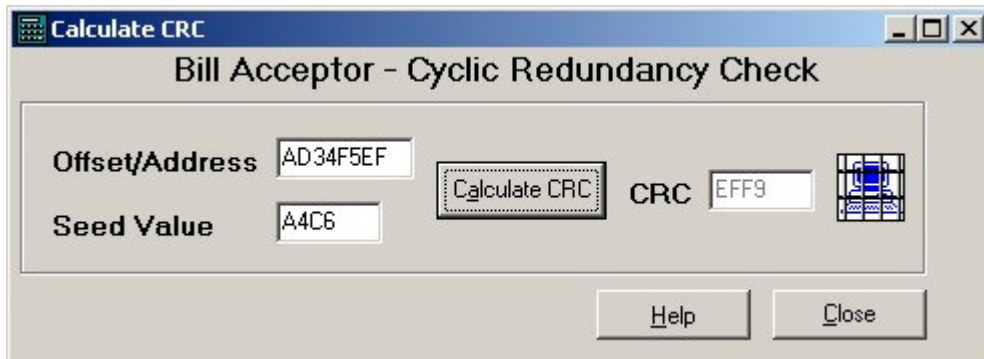 Calculate CRC
Bill Acceptor - Cyclic Redundancy Check
Offset/Address AD34F5EF
Calculate CRC CRC EFF9
Seed Value A4C6
Help Close